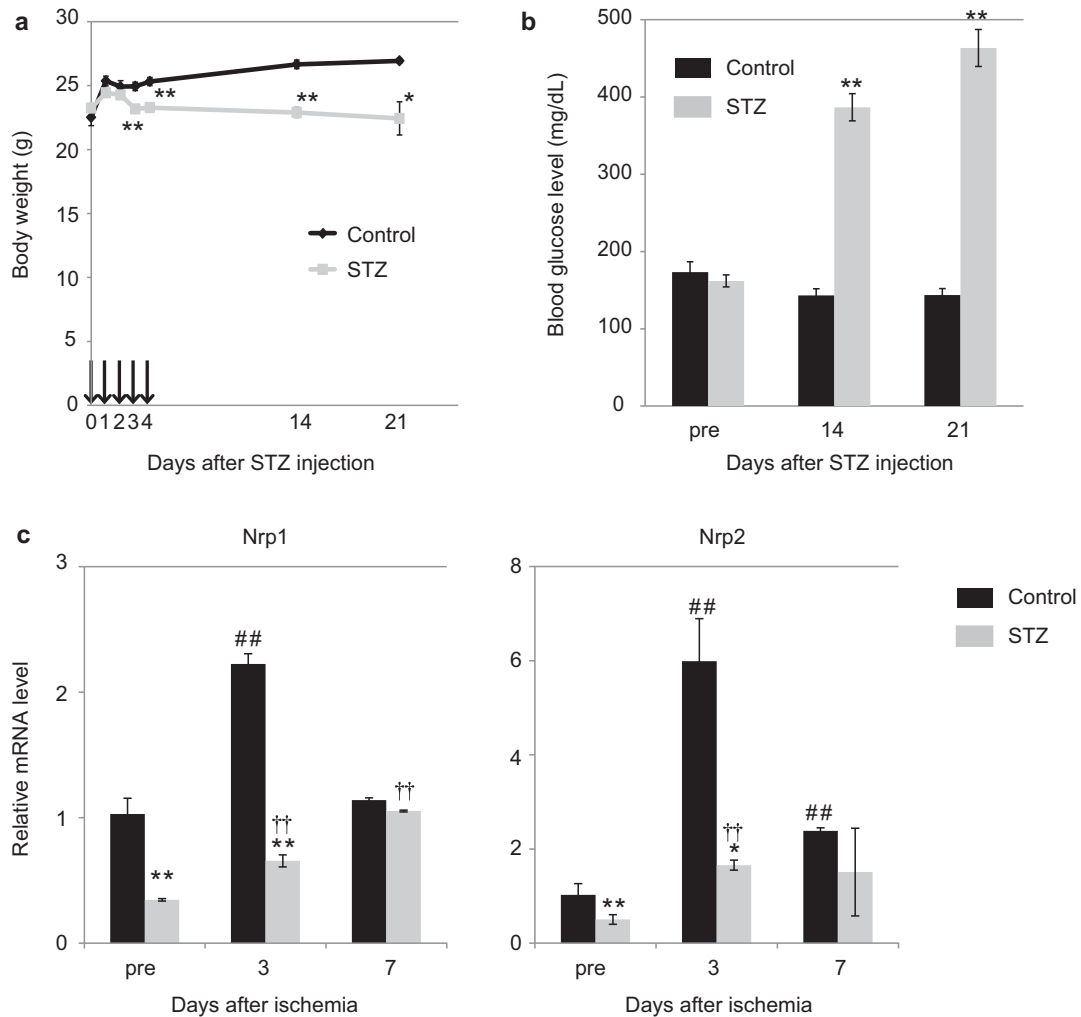 a
30
25
20
15
10
5
0
Body weight (g)
**
**
**
*
Control
STZ
0 1 2 3 4 14 21
Days after STZ injection
b
500
400
300
200
100
0
Blood glucose level (mg/dL)
Control
STZ
**
**
pre 14 21
Days after STZ injection
c
Nrp1
3
2
1
0
Relative mRNA level
##
**
††
**
††
pre 3 7
Days after ischemia
Nrp2
8
6
4
2
0
##
**
††
*
##
pre 3 7
Days after ischemia
Control
STZ